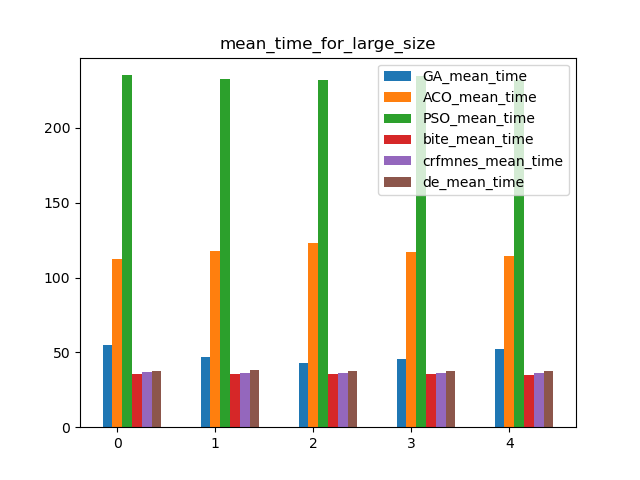 mean_time_for_large_size
GA_mean_time
ACO_mean_time
PSO_mean_time
bite_mean_time
crfmnes_mean_time
de_mean_time
200
150
100
50
0
0 1 2 3 4